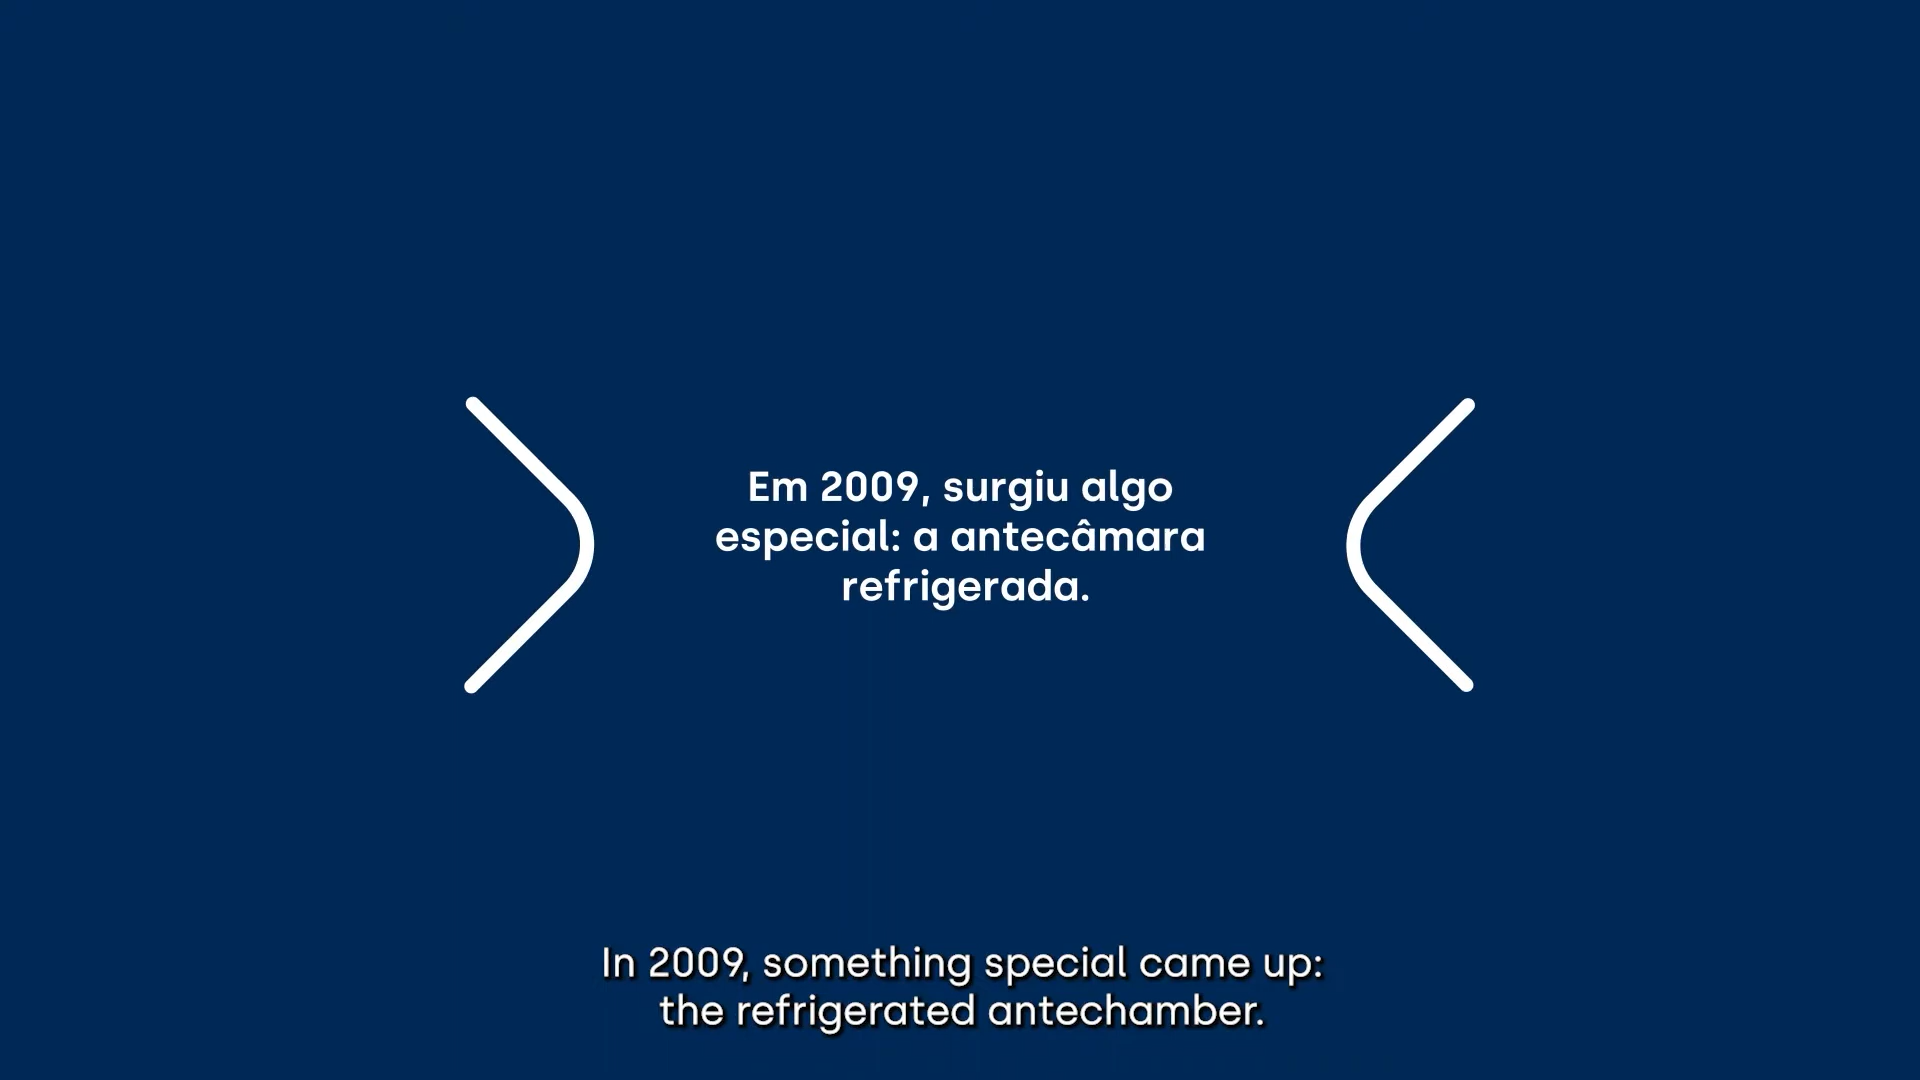 Em 2009, surgiu algo
especial: a antecâmara
refrigerada.
In 2009, something special came up:
the refrigerated antechamber.